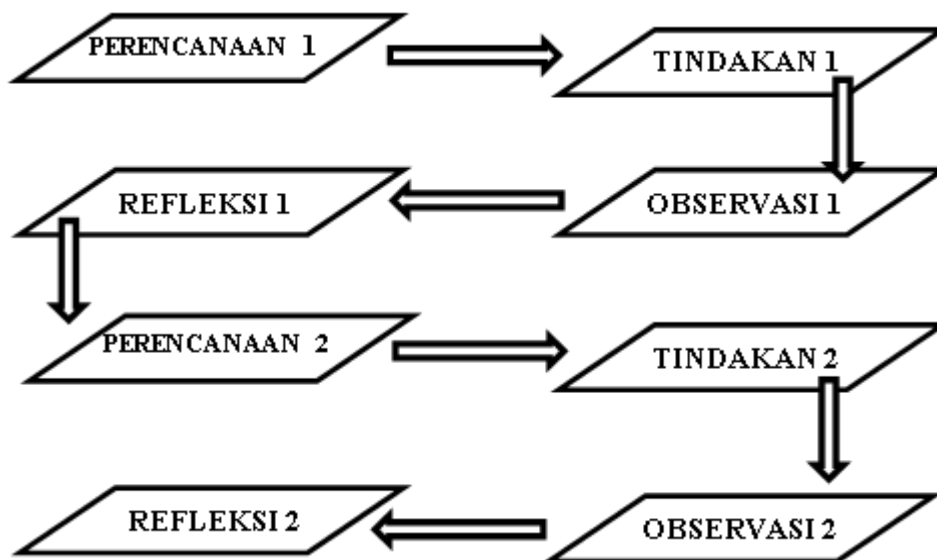 PERENCANAAN 1
TINDAKAN 1
REFLEKSI 1
OBSERVASI 1
PERENCANAAN 2
TINDAKAN 2
REFLEKSI 2
OBSERVASI 2